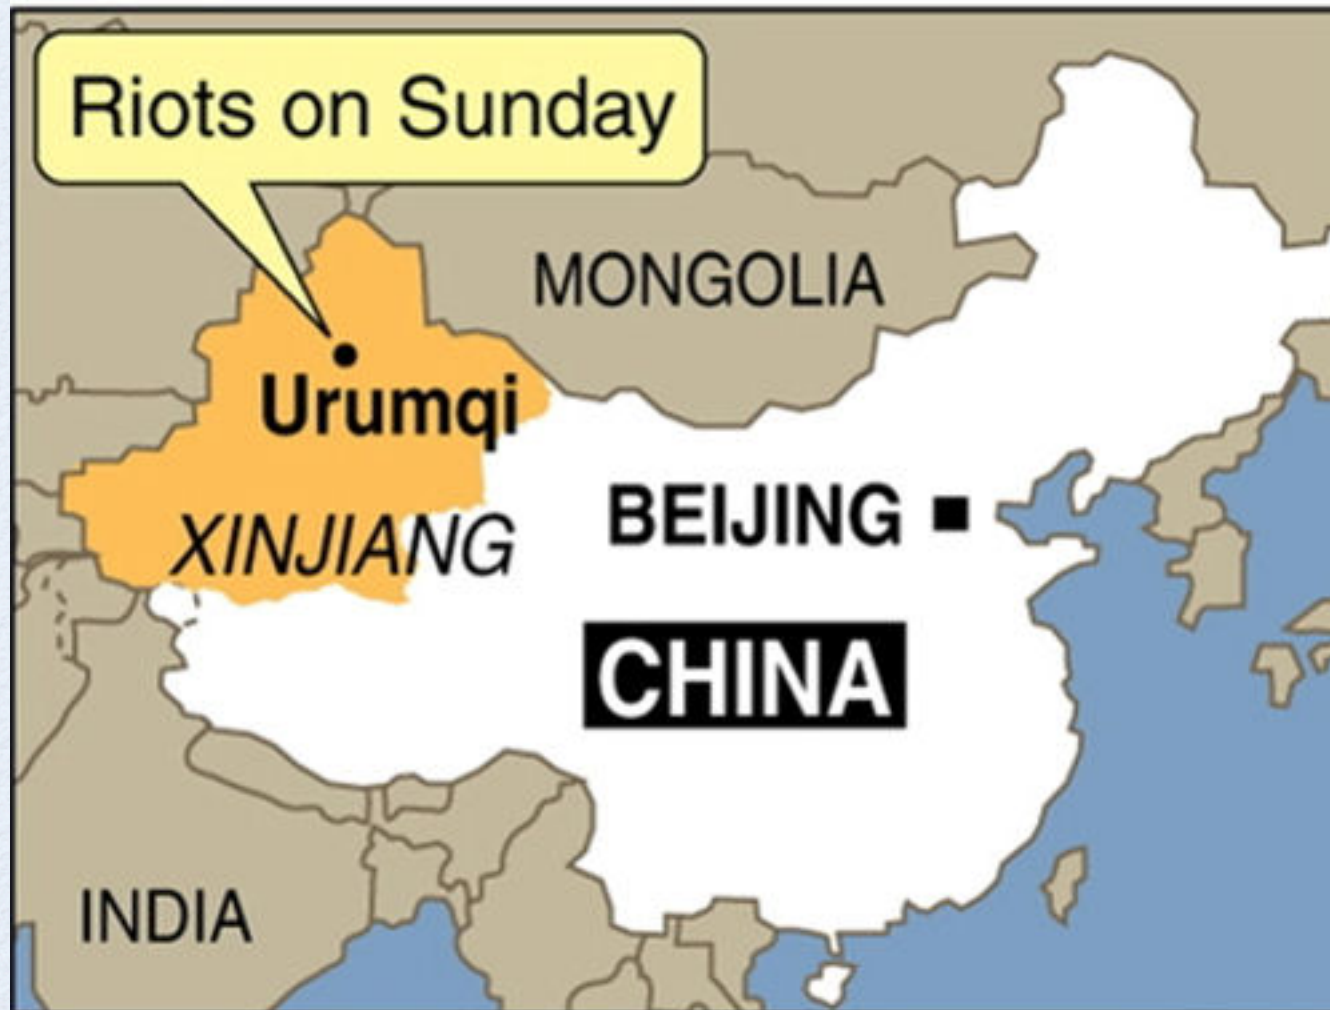 Riots on Sunday
MONGOLIA
Urumqi
BEIJING
XINJIANG
CHINA
INDIA